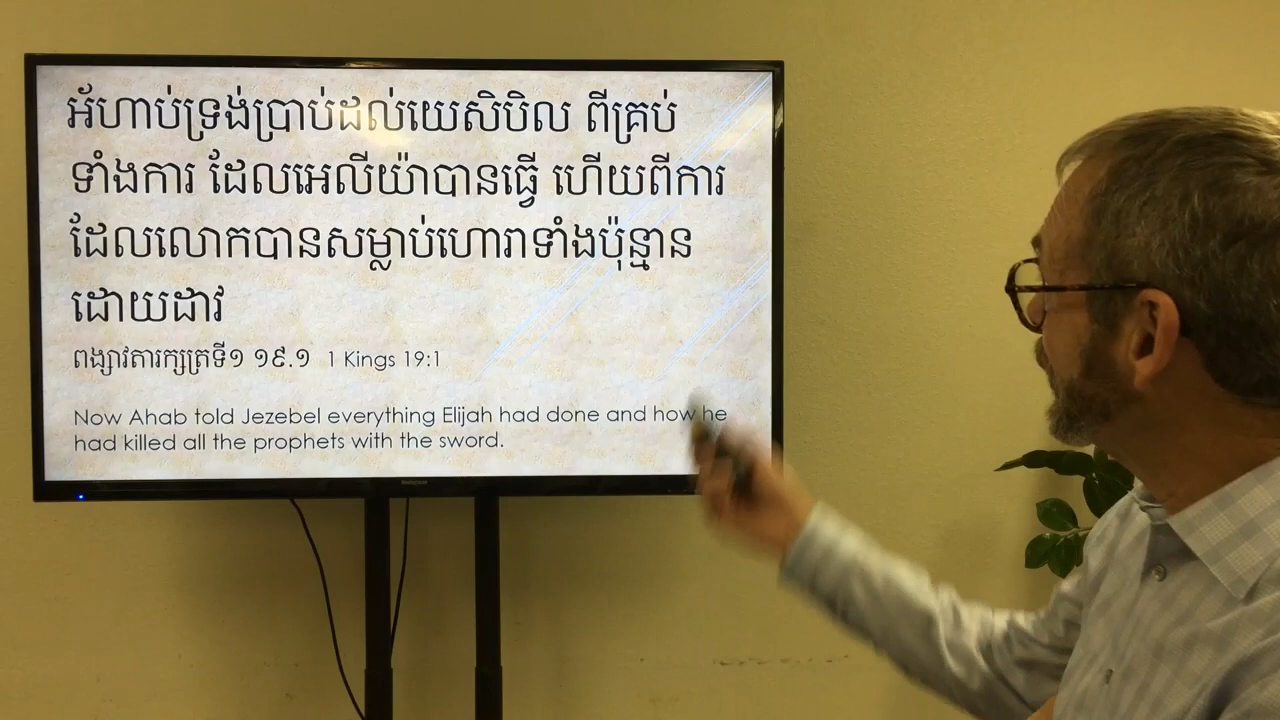 អ័ហាប់ទ្រង់ប្រាប់ដល់យេសិបិល ពីគ្រប់
ទាំងការ ដែលអេលីយ៉ាបានធ្វើ ហើយពីការ
ដែលលោកបានសម្លាប់ហោរាទាំងប៉ុន្មាន
ដោយដាវ
ពង្សាវតារក្សត្រទី១ ១៩.១ 1 Kings 19:1
Now Ahab told Jezebel everything Elijah had done and how he
had killed all the prophets with the sword.